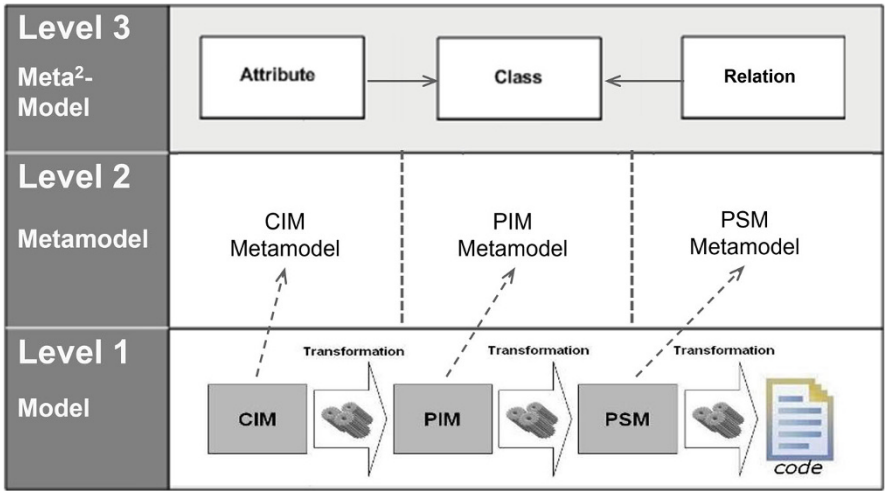 Level 3
Meta²-
Model
Attribute
Class
Relation
Level 2
Metamodel
CIM
Metamodel
PIM
Metamodel
PSM
Metamodel
Level 1
Model
Transformation
Transformation
Transformation
CIM
PIM
PSM
code